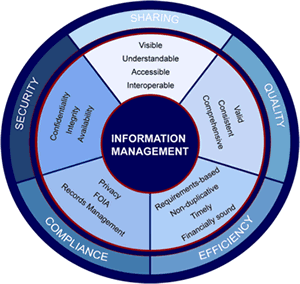 SHARING
Visible
Understandable
Accessible
Interoperable
QUALITY
Valid
Consistent
Comprehensive
EFFICIENCY
Requirements-based
Non-duplicative
Timely
Financially sound
COMPLIANCE
Privacy
FOIA
Records Management
SECURITY
Confidentiality
Integrity
Availability
INFORMATION
MANAGEMENT